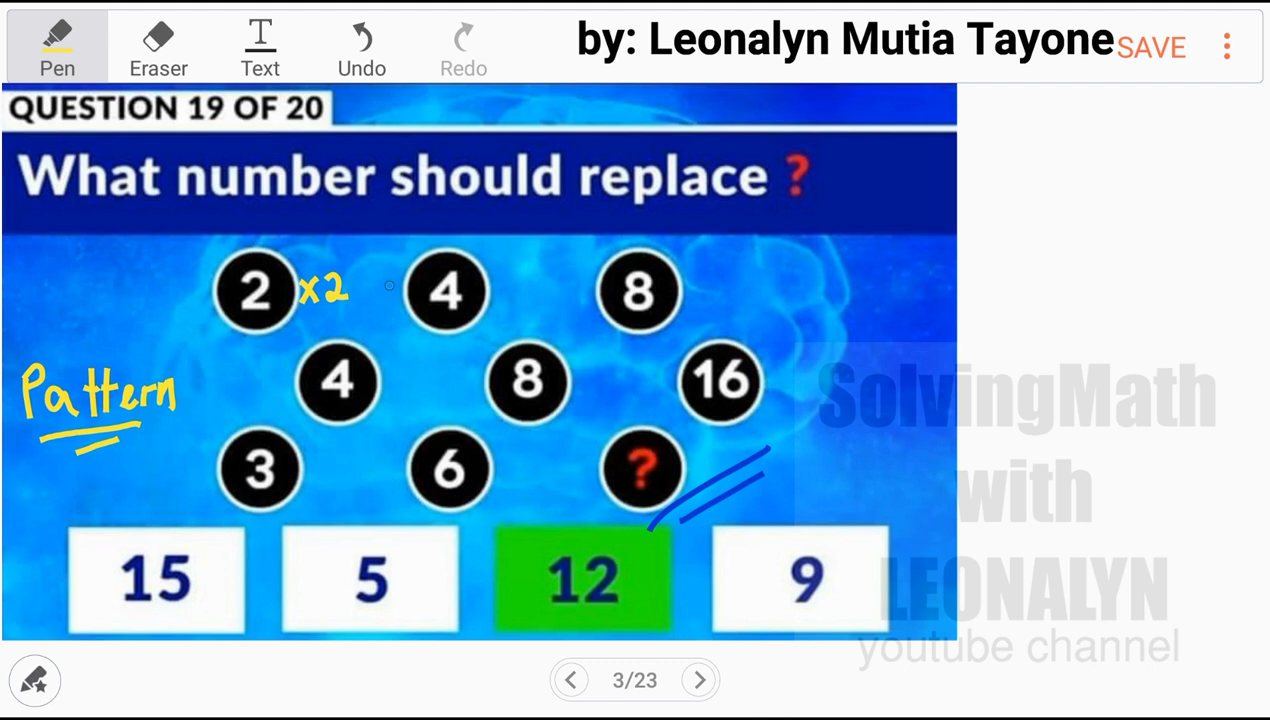 by: Leonalyn Mutia Tayone
Pen Eraser Text Undo Redo SAVE
QUESTION 19 OF 20
What number should replace ?
2 x2 4 8
4 8 16
Pattern
3 6 ?
15 5 12 9
SolvingMath
with
LEONALYN
youtube channel
3/23